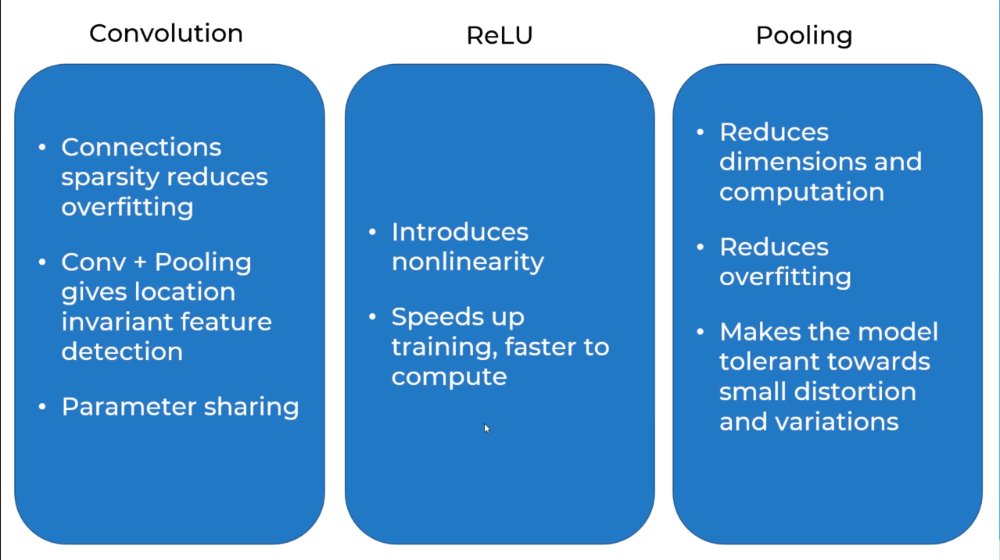 Convolution
• Connections
sparsity reduces
overfitting
• Conv + Pooling
gives location
invariant feature
detection
• Parameter sharing
ReLU
• Introduces
nonlinearity
• Speeds up
training, faster to
compute
Pooling
• Reduces
dimensions and
computation
• Reduces
overfitting
• Makes the model
tolerant towards
small distortion
and variations